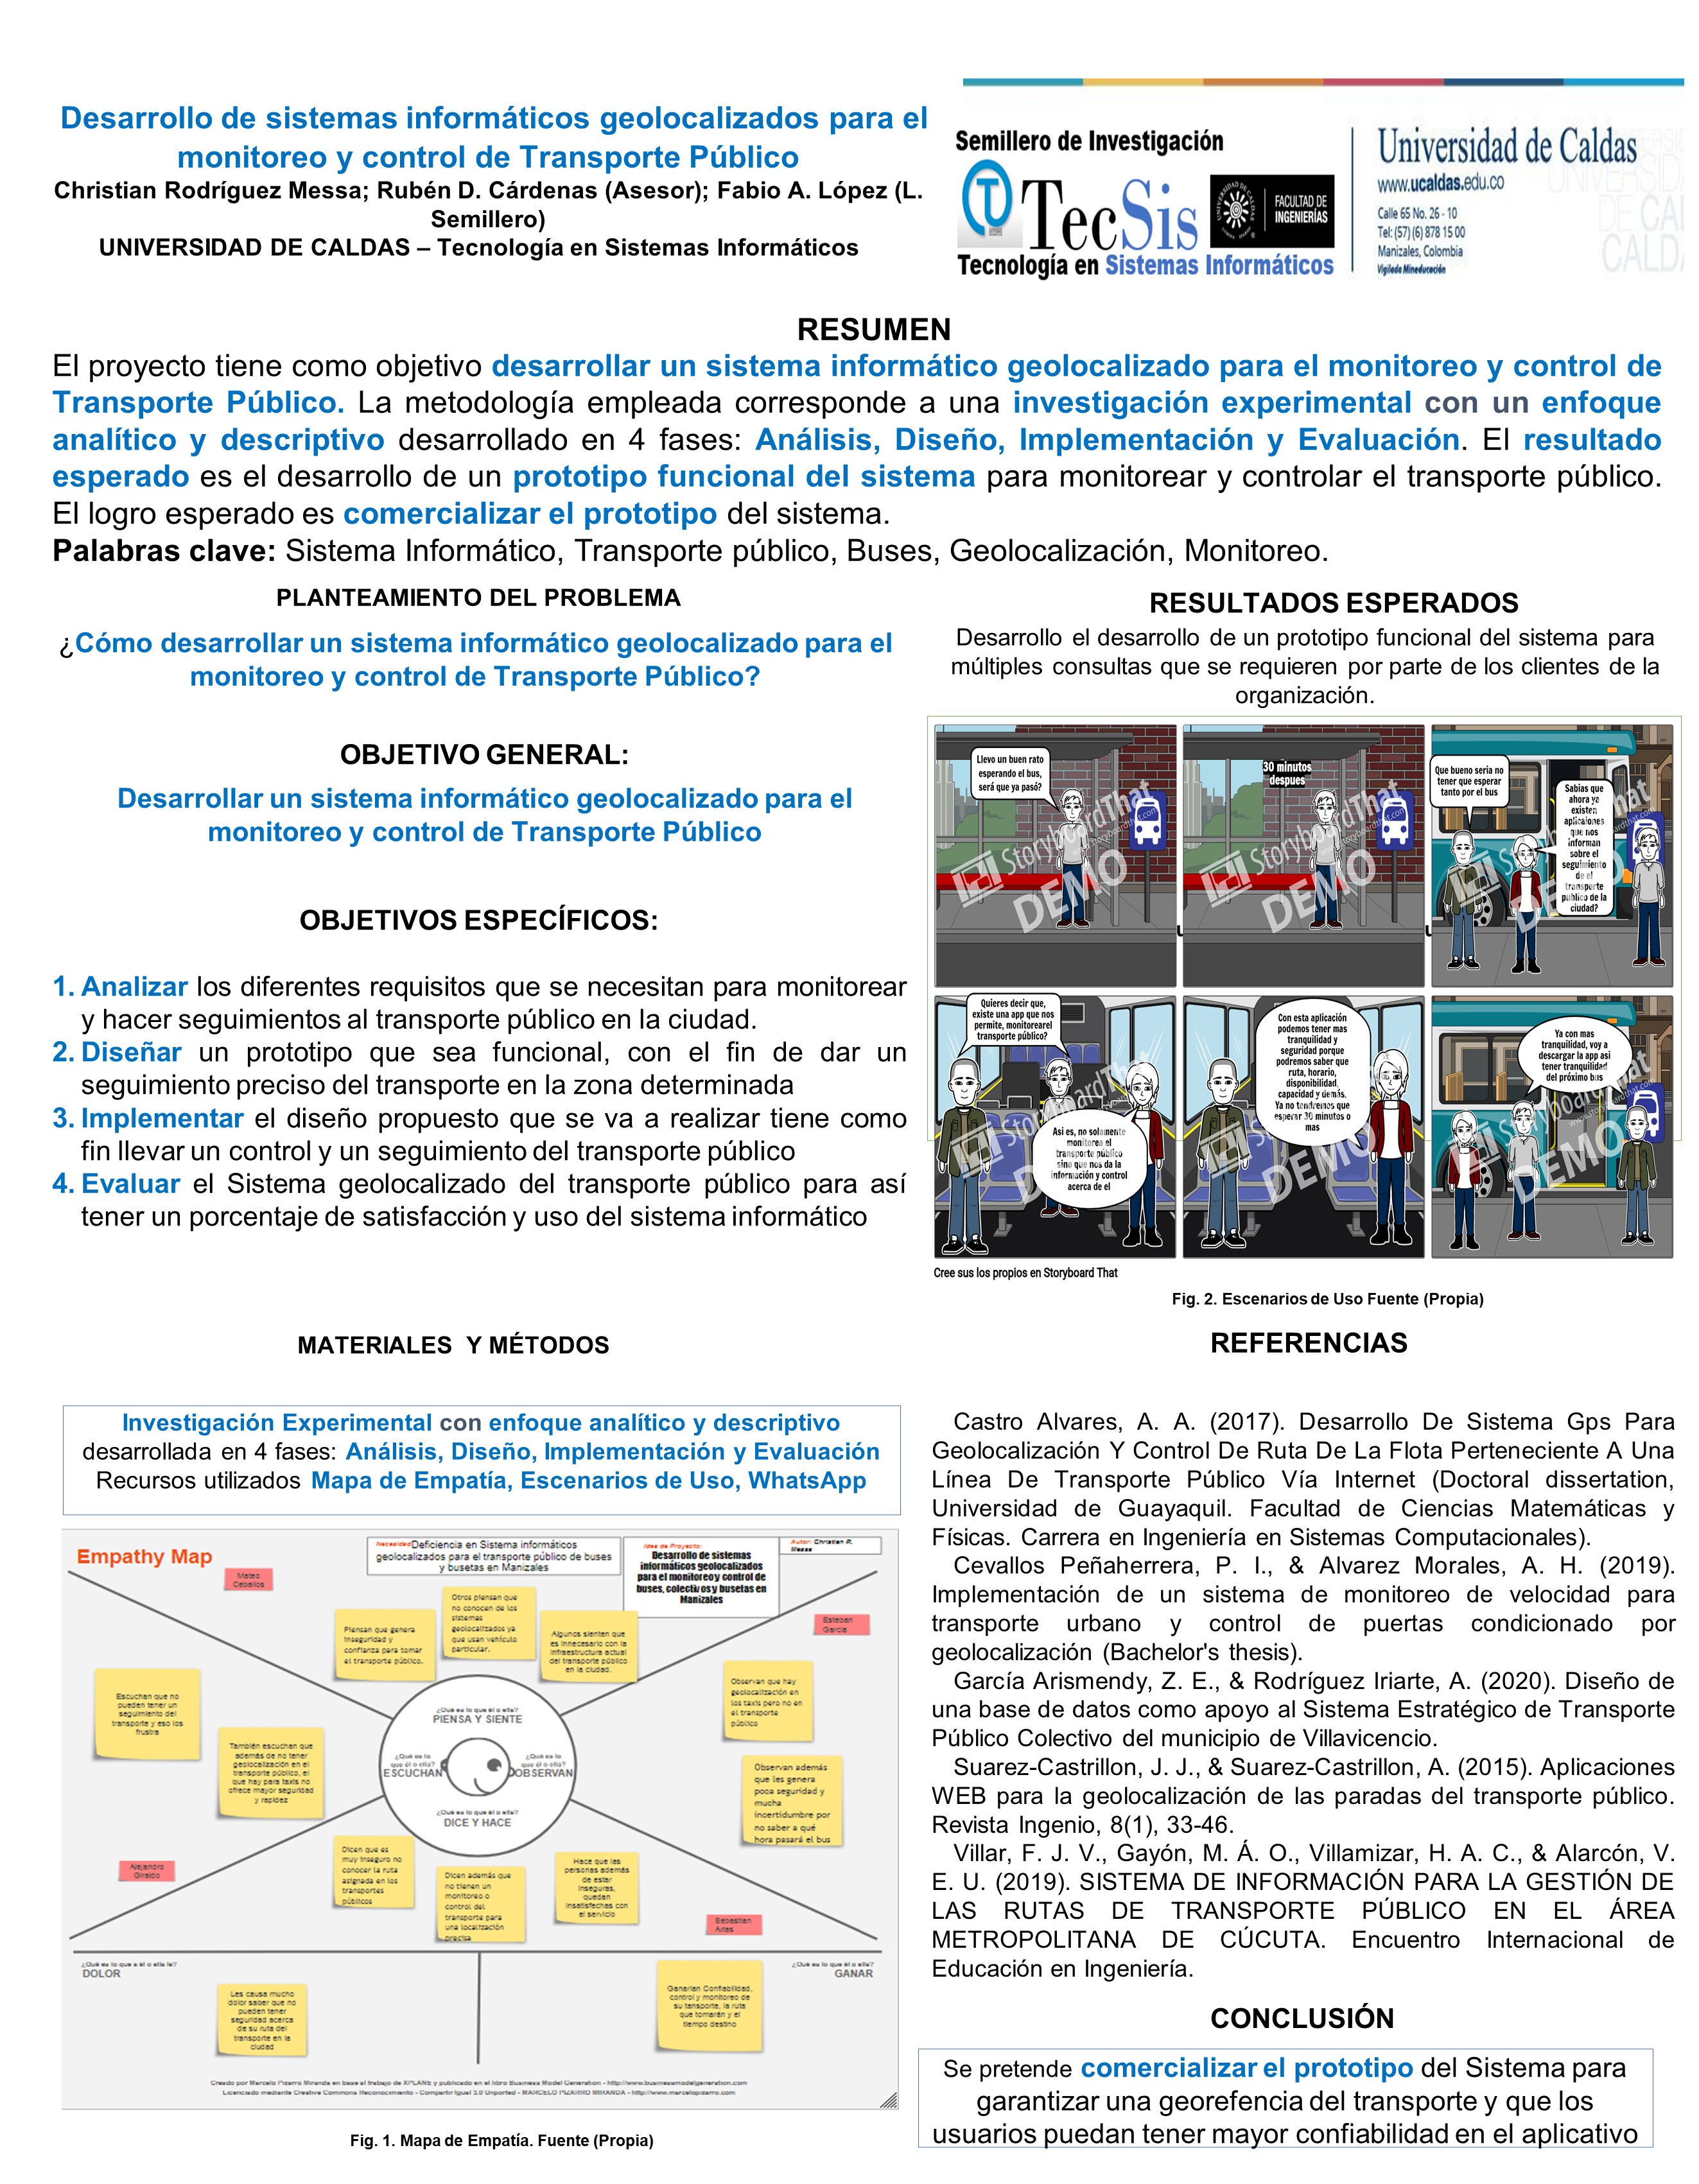 Desarrollo de sistemas informáticos geolocalizados para el
monitoreo y control de Transporte Público
Christian Rodríguez Messa; Rubén D. Cárdenas (Asesor); Fabio A. López (L.
Semillero)
UNIVERSIDAD DE CALDAS – Tecnología en Sistemas Informáticos
Semillero de Investigación
TecSis
FACULTAD DE
INGENIERÍAS
Tecnología en Sistemas Informáticos
Universidad de Caldas
www.ucaldas.edu.co
Calle 65 No. 26 - 10
Tel: (57) (6) 878 15 00
Manizales, Colombia
Vigilada Mineducación
RESUMEN
El proyecto tiene como objetivo desarrollar un sistema informático geolocalizado para el monitoreo y control de
Transporte Público. La metodología empleada corresponde a una investigación experimental con un enfoque
analítico y descriptivo desarrollado en 4 fases: Análisis, Diseño, Implementación y Evaluación. El resultado
esperado es el desarrollo de un prototipo funcional del sistema para monitorear y controlar el transporte público.
El logro esperado es comercializar el prototipo del sistema.
Palabras clave: Sistema Informático, Transporte público, Buses, Geolocalización, Monitoreo.
PLANTEAMIENTO DEL PROBLEMA
¿Cómo desarrollar un sistema informático geolocalizado para el
monitoreo y control de Transporte Público?
OBJETIVO GENERAL:
Desarrollar un sistema informático geolocalizado para el
monitoreo y control de Transporte Público
OBJETIVOS ESPECÍFICOS:
1. Analizar los diferentes requisitos que se necesitan para monitorear
y hacer seguimientos al transporte público en la ciudad.
2. Diseñar un prototipo que sea funcional, con el fin de dar un
seguimiento preciso del transporte en la zona determinada
3. Implementar el diseño propuesto que se va a realizar tiene como
fin llevar un control y un seguimiento del transporte público
4. Evaluar el Sistema geolocalizado del transporte público para así
tener un porcentaje de satisfacción y uso del sistema informático
MATERIALES Y MÉTODOS
Investigación Experimental con enfoque analítico y descriptivo
desarrollada en 4 fases: Análisis, Diseño, Implementación y Evaluación
Recursos utilizados Mapa de Empatía, Escenarios de Uso, WhatsApp
Empathy Map
Necesidad Deficiencia en Sistema informáticos
geolocalizados para el transporte público de buses
y busetas en Manizales
Idea de Proyecto:
Desarrollo de sistemas
informáticos geolocalizados
para el monitoreo y control de
buses, colectivos y busetas en
Manizales
Autor: Christian R.
Messa
Mateo
Ceballos
Esteban
Garcia
Piensan que genera
inseguridad y
confianza para tomar
el transporte público.
Otros piensan que
no conocen de los
sistemas
geolocalizados ya
que usan vehículo
particular.
Algunos sienten que
es innecesario con la
infraestructura actual
del transporte público
en la ciudad.
Escuchan que no
pueden tener un
seguimiento del
transporte y eso los
frustra
También escuchan que
además de no tener
geolocalización en el
transporte público, el
que hay para taxis no
ofrece mayor seguridad
y rapidez
Observan que hay
geolocalización en
los taxis pero no en
el transporte
público
Observan además
que les genera
poca seguridad y
mucha
incertidumbre por
no saber a qué
hora pasará el bus
¿Qué es lo que él o ella?
PIENSA Y SIENTE
¿Qué es lo
que él o ella?
ESCUCHAN
¿Qué es lo
que él o ella?
OBSERVAN
¿Qué es lo que él o ella?
DICE Y HACE
Dicen que es
muy inseguro no
conocer la ruta
asignada en los
transportes
públicos
Dicen además que
no tienen un
monitoreo o
control del
transporte para
una localización
precisa
Hace que las
personas además
de estar
inseguras,
quedan
insatisfechas con
el servicio
Alejandro
Giraldo
Sebastian
Arias
¿Qué es lo que a él o ella le?
DOLOR
¿Qué es lo que él o ella?
GANAR
Les causa mucho
dolor saber que no
pueden tener
seguridad acerca
de su ruta del
transporte en la
ciudad
Ganarían Confiabilidad,
control y monitoreo de
su tansporte, la ruta
que tomarán y el
tiempo destino
Creado por Marcelo Pizarro Miranda en base al trabajo de XPLANE y publicado en el libro Business Model Generation - http://www.businessmodelgeneration.com
Licenciado mediante Creative Commons Reconocimiento - Compartir Igual 3.0 Unported - MARCELO PIZARRO MIRANDA - http://www.marcelopizarro.com
Fig. 1. Mapa de Empatía. Fuente (Propia)
RESULTADOS ESPERADOS
Desarrollo el desarrollo de un prototipo funcional del sistema para
múltiples consultas que se requieren por parte de los clientes de la
organización.
Llevo un buen rato
esperando el bus,
será que ya pasó?
30 minutos
despues
Que bueno seria no
tener que esperar
tanto por el bus
Sabias que
ahora ya
existen
aplicaiones
que nos
informan
sobre el
seguimiento
de el
transporte
publico de la
ciudad?
Quieres decir que,
existe una app que nos
permite, monitorearel
transporte público?
Asi es, no solamente
monitorea el
transporte público
sino que nos da la
información y control
acerca de el
Con esta aplicación
podemos tener mas
tranquilidad y
seguridad porque
podremos saber que
ruta, horario,
disponibilidad,
capacidad y demás.
Ya no tendremos que
esperar 30 minutos o
mas
Ya con mas
tranquilidad, voy a
descargar la app asi
tener tranquilidad
del próximo bus
StoryboardThat
DEMO
Cree sus los propios en Storyboard That
Fig. 2. Escenarios de Uso Fuente (Propia)
REFERENCIAS
Castro Alvares, A. A. (2017). Desarrollo De Sistema Gps Para
Geolocalización Y Control De Ruta De La Flota Perteneciente A Una
Línea De Transporte Público Vía Internet (Doctoral dissertation,
Universidad de Guayaquil. Facultad de Ciencias Matemáticas y
Físicas. Carrera en Ingeniería en Sistemas Computacionales).
Cevallos Peñaherrera, P. I., & Alvarez Morales, A. H. (2019).
Implementación de un sistema de monitoreo de velocidad para
transporte urbano y control de puertas condicionado por
geolocalización (Bachelor's thesis).
García Arismendy, Z. E., & Rodríguez Iriarte, A. (2020). Diseño de
una base de datos como apoyo al Sistema Estratégico de Transporte
Público Colectivo del municipio de Villavicencio.
Suarez-Castrillon, J. J., & Suarez-Castrillon, A. (2015). Aplicaciones
WEB para la geolocalización de las paradas del transporte público.
Revista Ingenio, 8(1), 33-46.
Villar, F. J. V., Gayón, M. Á. O., Villamizar, H. A. C., & Alarcón, V.
E. U. (2019). SISTEMA DE INFORMACIÓN PARA LA GESTIÓN DE
LAS RUTAS DE TRANSPORTE PÚBLICO EN EL ÁREA
METROPOLITANA DE CÚCUTA. Encuentro Internacional de
Educación en Ingeniería.
CONCLUSIÓN
Se pretende comercializar el prototipo del Sistema para
garantizar una georefencia del transporte y que los
usuarios puedan tener mayor confiabilidad en el aplicativo